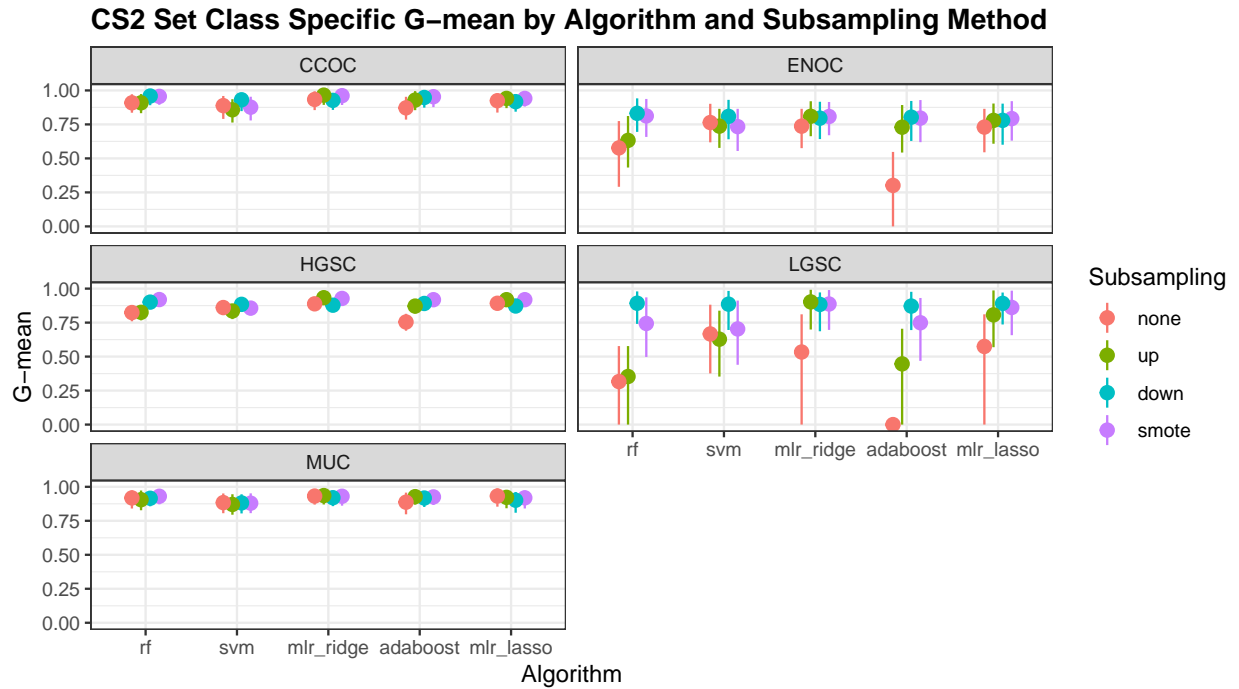 CS2 Set Class Specific G−mean by Algorithm and Subsampling Method
CCOC
ENOC
1.00
0.75
0.50
0.25
0.00
HGSC
LGSC
1.00
0.75
0.50
0.25
0.00
rf svm mlr_ridge adaboost mlr_lasso
MUC
1.00
0.75
0.50
0.25
0.00
rf svm mlr_ridge adaboost mlr_lasso
Algorithm
G−mean
Subsampling
none
up
down
smote